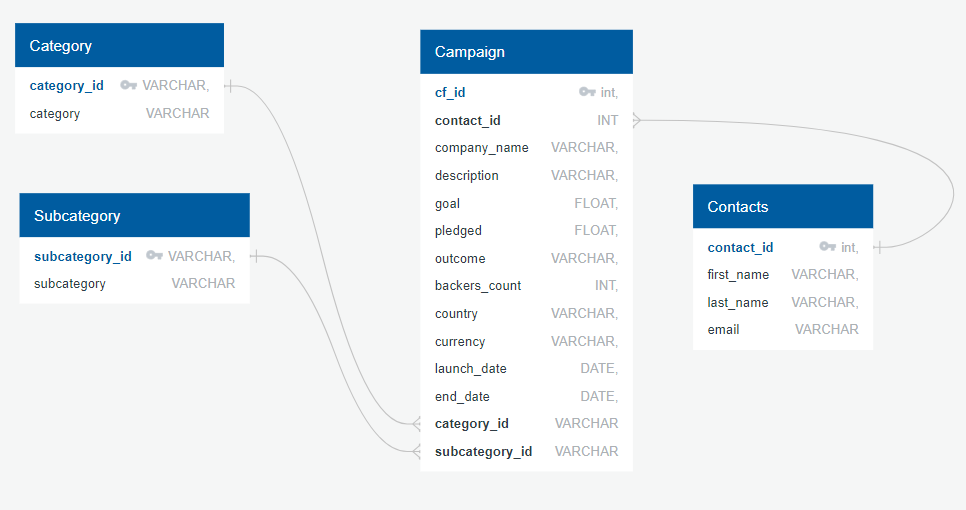 Category
category_id VARCHAR,
category VARCHAR
Subcategory
subcategory_id VARCHAR,
subcategory VARCHAR
Campaign
cf_id int,
contact_id INT
company_name VARCHAR,
description VARCHAR,
goal FLOAT,
pledged FLOAT,
outcome VARCHAR,
backers_count INT,
country VARCHAR,
currency VARCHAR,
launch_date DATE,
end_date DATE,
category_id VARCHAR
subcategory_id VARCHAR
Contacts
contact_id int,
first_name VARCHAR,
last_name VARCHAR,
email VARCHAR